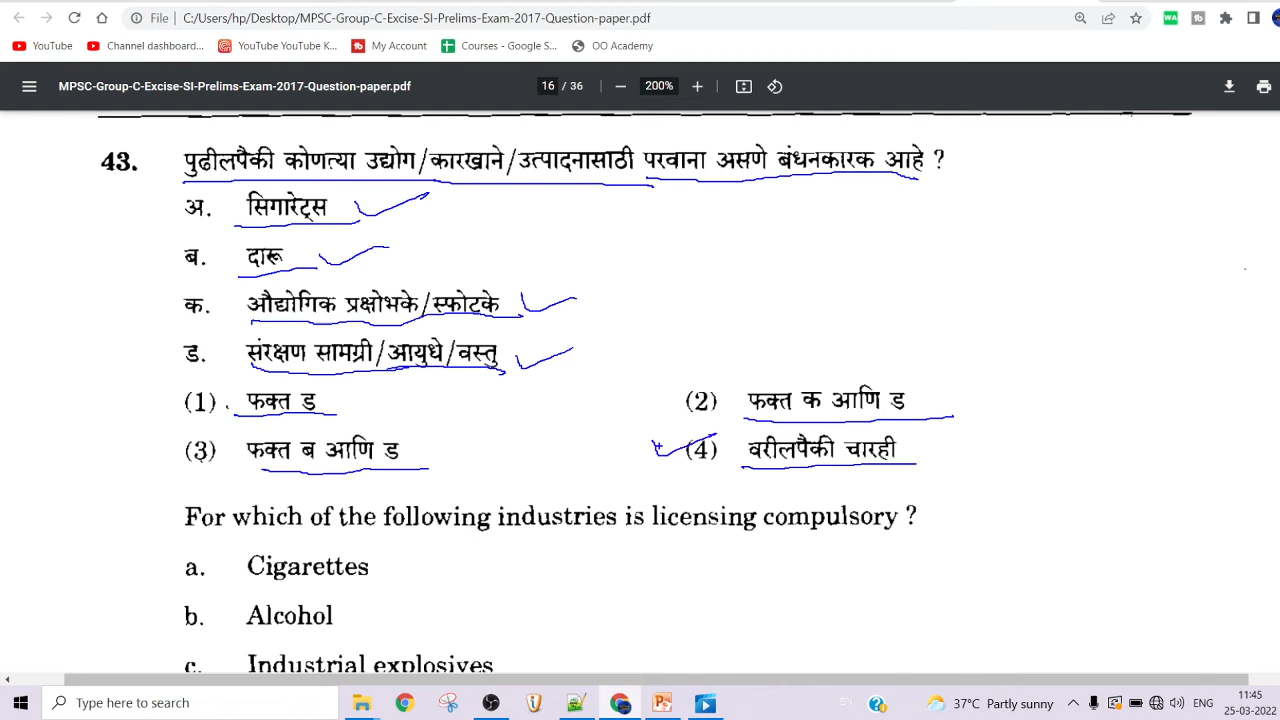 File | C:/Users/hp/Desktop/MPSC-Group-C-Excise-SI-Prelims-Exam-2017-Question-paper.pdf
YouTube Channel dashboard... YouTube YouTube K... My Account Courses - Google S... OO Academy
MPSC-Group-C-Excise-SI-Prelims-Exam-2017-Question-paper.pdf 16 / 36 200%
43. पुढीलपैकी कोणत्या उद्योग/कारखाने/उत्पादनासाठी परवाना असणे बंधनकारक आहे ?
अ. सिगारेट्स
ब. दारू
क. औद्योगिक प्रक्षोभके/स्फोटके
ड. संरक्षण सामग्री/आयुधे/वस्तु
(1) फक्त ड (2) फक्त क आणि ड
(3) फक्त ब आणि ड (4) वरीलपैकी चारही
For which of the following industries is licensing compulsory ?
a. Cigarettes
b. Alcohol
c. Industrial explosives
Type here to search 37°C Partly sunny ENG 11:45
25-03-2022